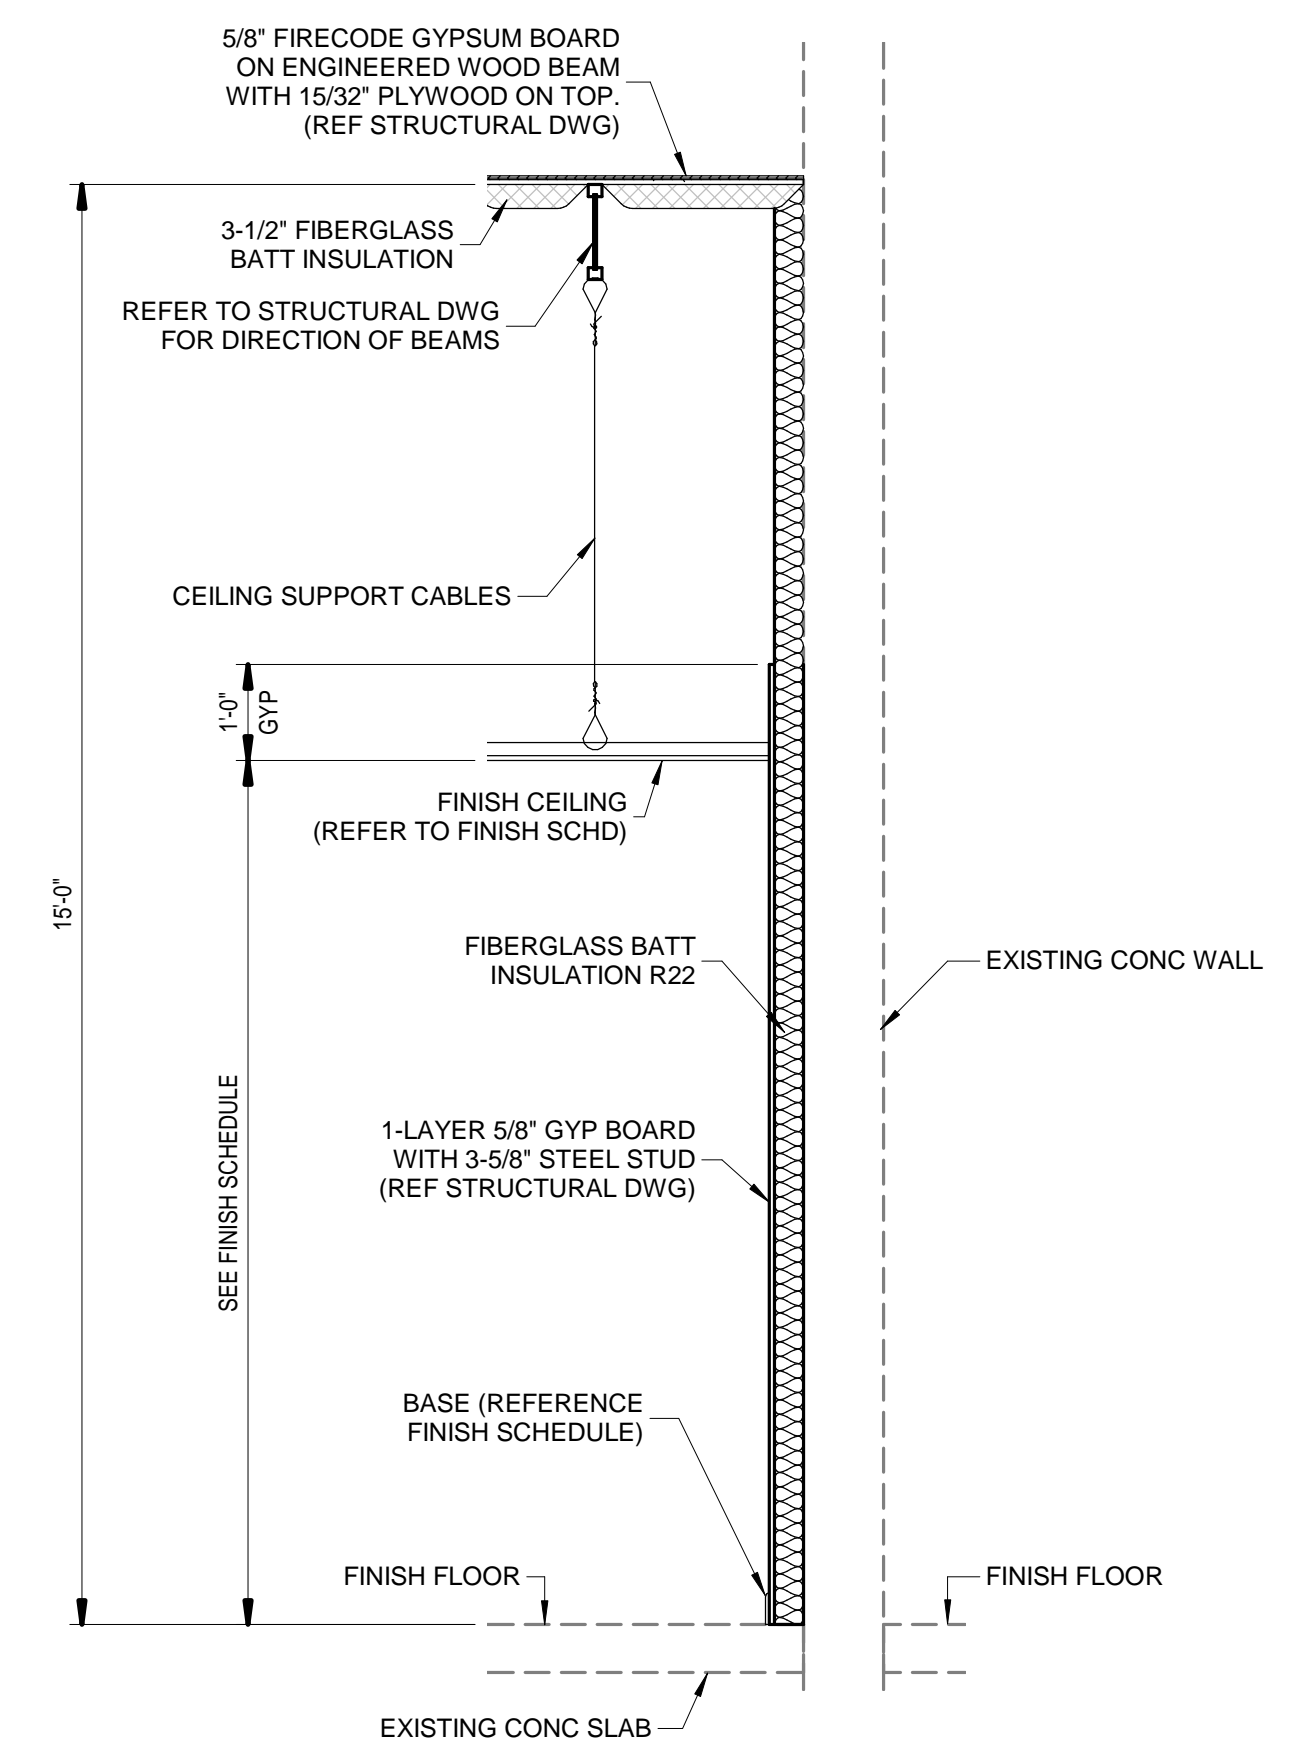 5/8" FIRECODE GYPSUM BOARD
ON ENGINEERED WOOD BEAM
WITH 15/32" PLYWOOD ON TOP.
(REF STRUCTURAL DWG)
3-1/2" FIBERGLASS
BATT INSULATION
REFER TO STRUCTURAL DWG
FOR DIRECTION OF BEAMS
CEILING SUPPORT CABLES
1'-0"
GYP
FINISH CEILING
(REFER TO FINISH SCHD)
15'-0"
FIBERGLASS BATT
INSULATION R22
EXISTING CONC WALL
SEE FINISH SCHEDULE
1-LAYER 5/8" GYP BOARD
WITH 3-5/8" STEEL STUD
(REF STRUCTURAL DWG)
BASE (REFERENCE
FINISH SCHEDULE)
FINISH FLOOR
FINISH FLOOR
EXISTING CONC SLAB